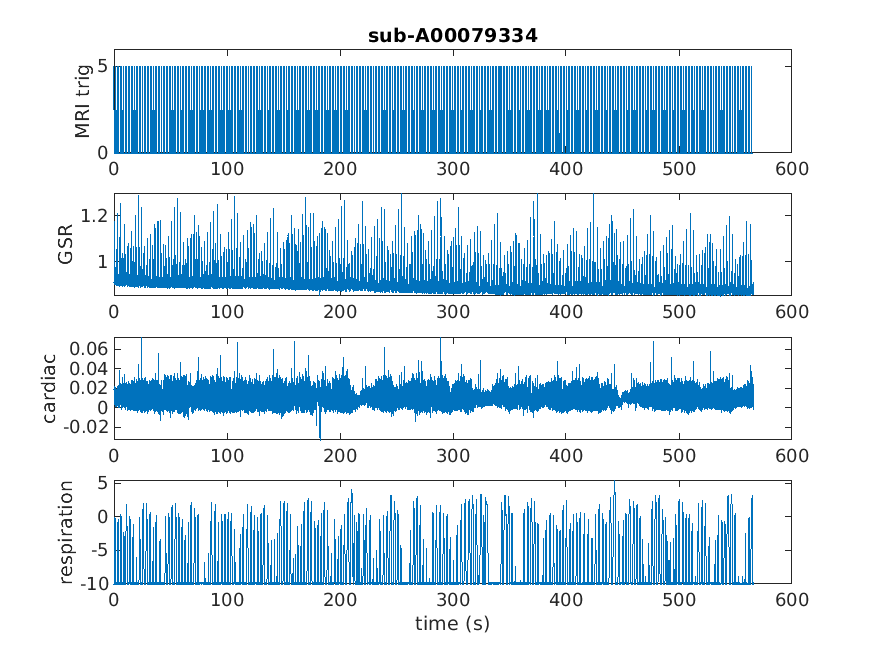 sub-A00079334
MRI trig
5
0
0 100 200 300 400 500 600
GSR
1.2
1
0 100 200 300 400 500 600
cardiac
0.06
0.04
0.02
0
-0.02
0 100 200 300 400 500 600
respiration
5
0
-5
-10
0 100 200 300 400 500 600
time (s)